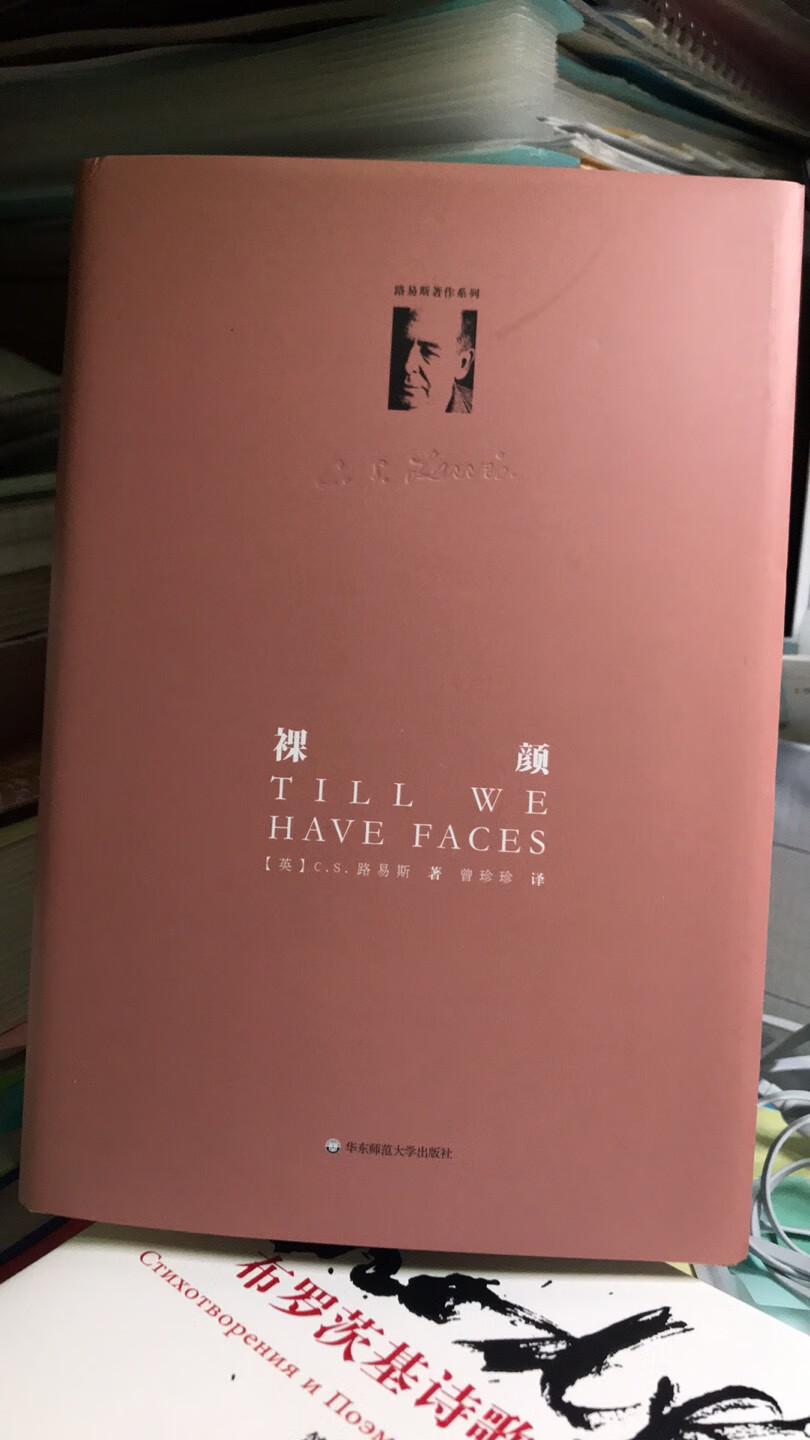 路易斯著作系列
C. S. Lewis.
裸 颜
TILL WE
HAVE FACES
【英】C.S.路易斯 著 曾珍珍 译
华东师范大学出版社
布罗茨基诗歌
Стихотворения и Поэм